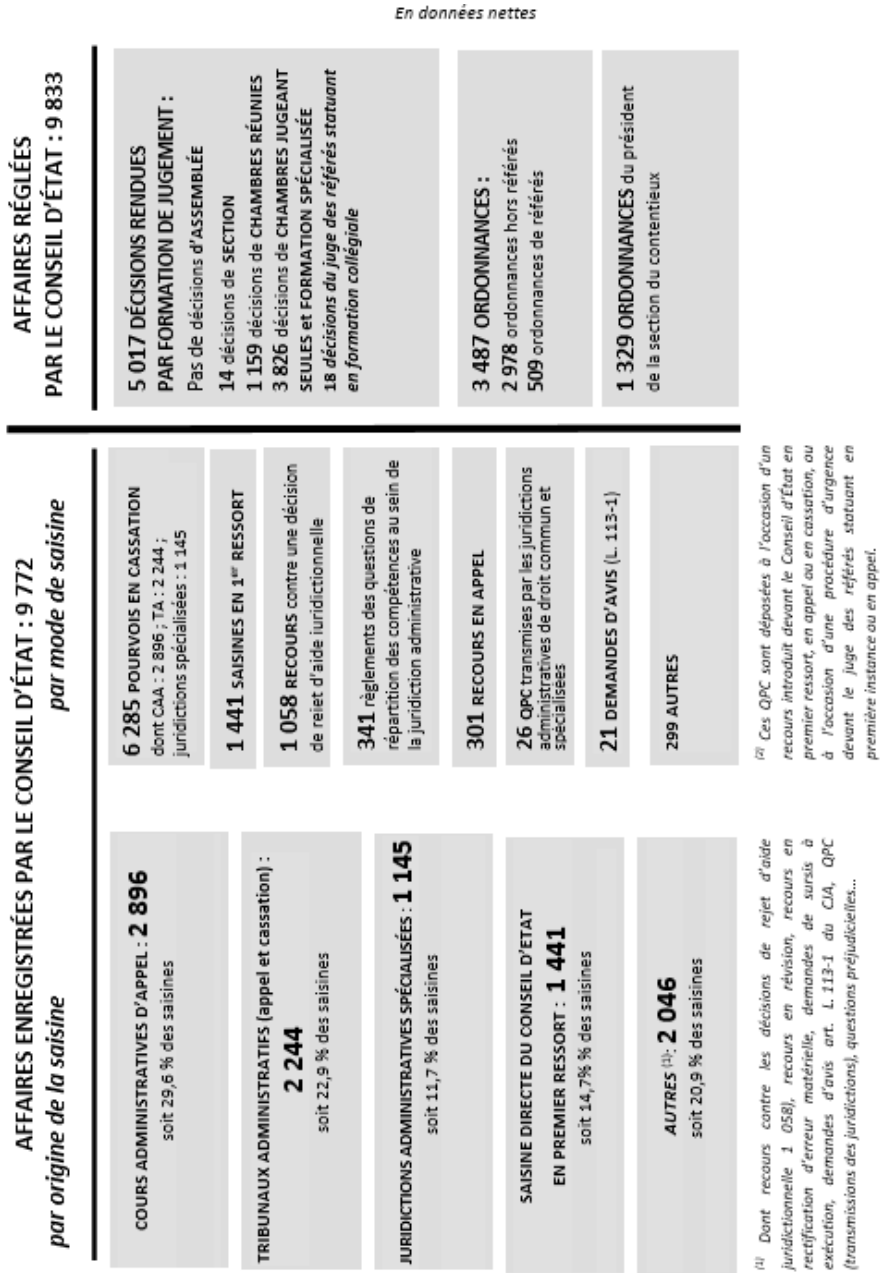 En données nettes
AFFAIRES ENREGISTRÉES PAR LE CONSEIL D'ÉTAT : 9 772
par origine de la saisine
COURS ADMINISTRATIVES D'APPEL : 2 896
soit 29,6 % des saisines
TRIBUNAUX ADMINISTRATIFS (appel et cassation) :
2 244
soit 22,9 % des saisines
JURIDICTIONS ADMINISTRATIVES SPÉCIALISÉES : 1 145
soit 11,7 % des saisines
SAISINE DIRECTE DU CONSEIL D'ETAT
EN PREMIER RESSORT : 1 441
soit 14,7% % des saisines
AUTRES (1): 2 046
soit 20,9 % des saisines
(1) Dont recours contre les décisions de rejet d'aide
juridictionnelle 1 058), recours en révision, recours en
rectification d'erreur matérielle, demandes de sursis à
exécution, demandes d'avis art. L 113-1 du CJA, QPC
(transmissions des juridictions), questions préjudicielles...
par mode de saisine
6 285 POURVOIS EN CASSATION
dont CAA : 2 896 ; TA : 2 244 ;
juridictions spécialisées : 1 145
1 441 SAISINES EN 1er RESSORT
1 058 RECOURS contre une décision
de rejet d'aide juridictionnelle
341 règlements des questions de
répartition des compétences au sein de
la juridiction administrative
301 RECOURS EN APPEL
26 QPC transmises par les juridictions
administratives de droit commun et
spécialisées
21 DEMANDES D'AVIS (L. 113-1)
299 AUTRES
(2) Ces QPC sont déposées à l'occasion d'un
recours introduit devant le Conseil d'État en
premier ressort, en appel ou en cassation, ou
à l'occasion d'une procédure d'urgence
devant le juge des référés statuant en
première instance ou en appel.
AFFAIRES RÉGLÉES
PAR LE CONSEIL D'ÉTAT : 9 833
5 017 DÉCISIONS RENDUES
PAR FORMATION DE JUGEMENT :
Pas de décisions d'ASSEMBLÉE
14 décisions de SECTION
1 159 décisions de CHAMBRES RÉUNIES
3 826 décisions de CHAMBRES JUGEANT
SEULES et FORMATION SPÉCIALISÉE
18 décisions du juge des référés statuant
en formation collégiale
3 487 ORDONNANCES :
2 978 ordonnances hors référés
509 ordonnances de référés
1 329 ORDONNANCES du président
de la section du contentieux